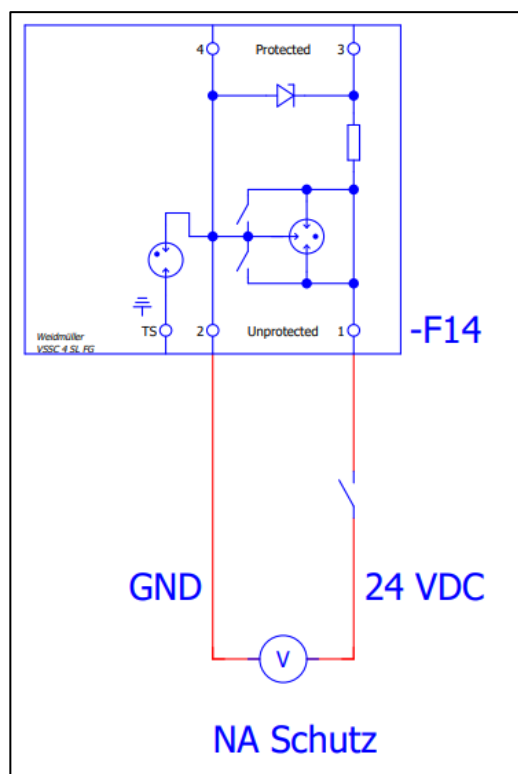 4 Protected 3
TS 2 Unprotected 1
Weidmüller
VSSC 4 SL FG
-F14
GND 24 VDC
V
NA Schutz